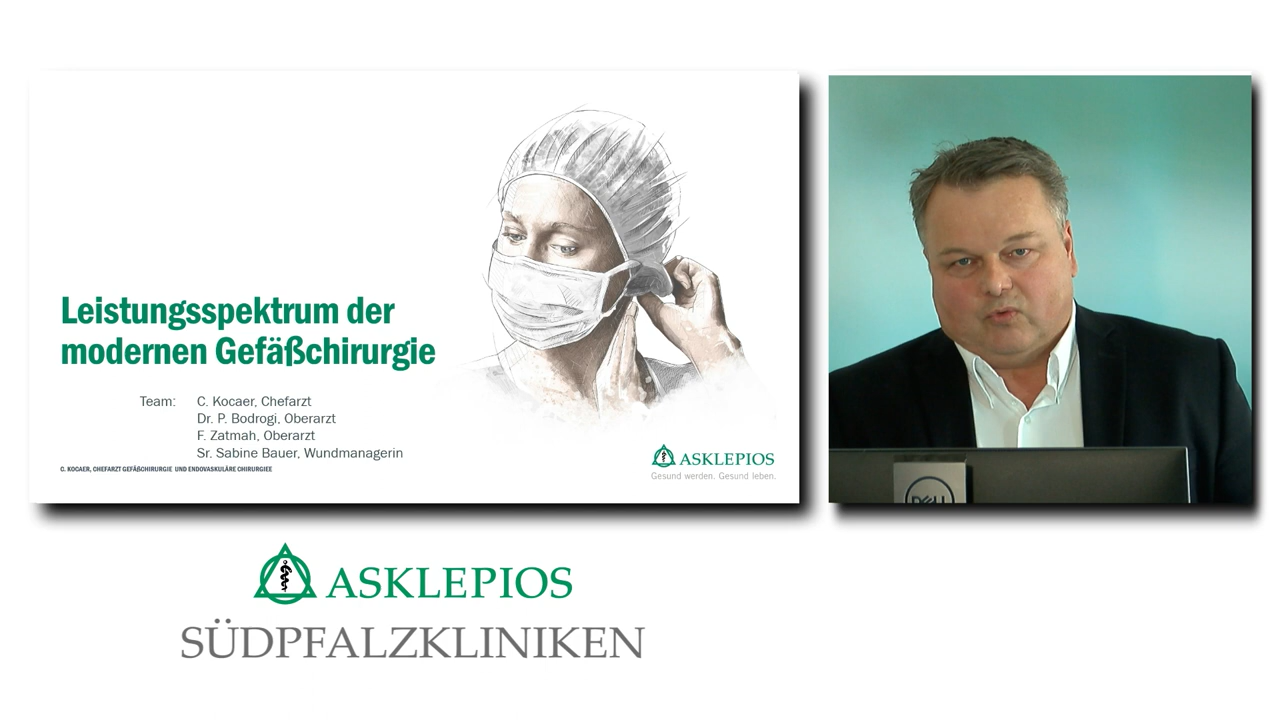 Leistungsspektrum der
modernen Gefäßchirurgie
Team: C. Kocaer, Chefarzt
Dr. P. Bodrogi, Oberarzt
F. Zatmah, Oberarzt
Sr. Sabine Bauer, Wundmanagerin
C. KOCAER, CHEFARZT GEFÄßCHIRURGIE UND ENDOVASKULÄRE CHIRURGIEE
ASKLEPIOS
Gesund werden. Gesund leben.
DELL
ASKLEPIOS
SÜDPFALZKLINIKEN